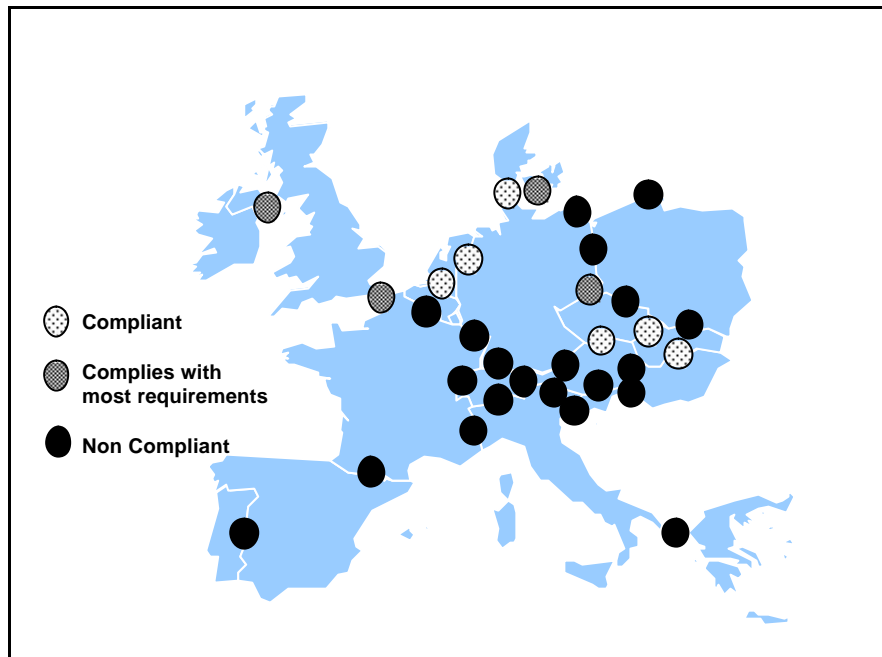 Compliant
Complies with
most requirements
Non Compliant